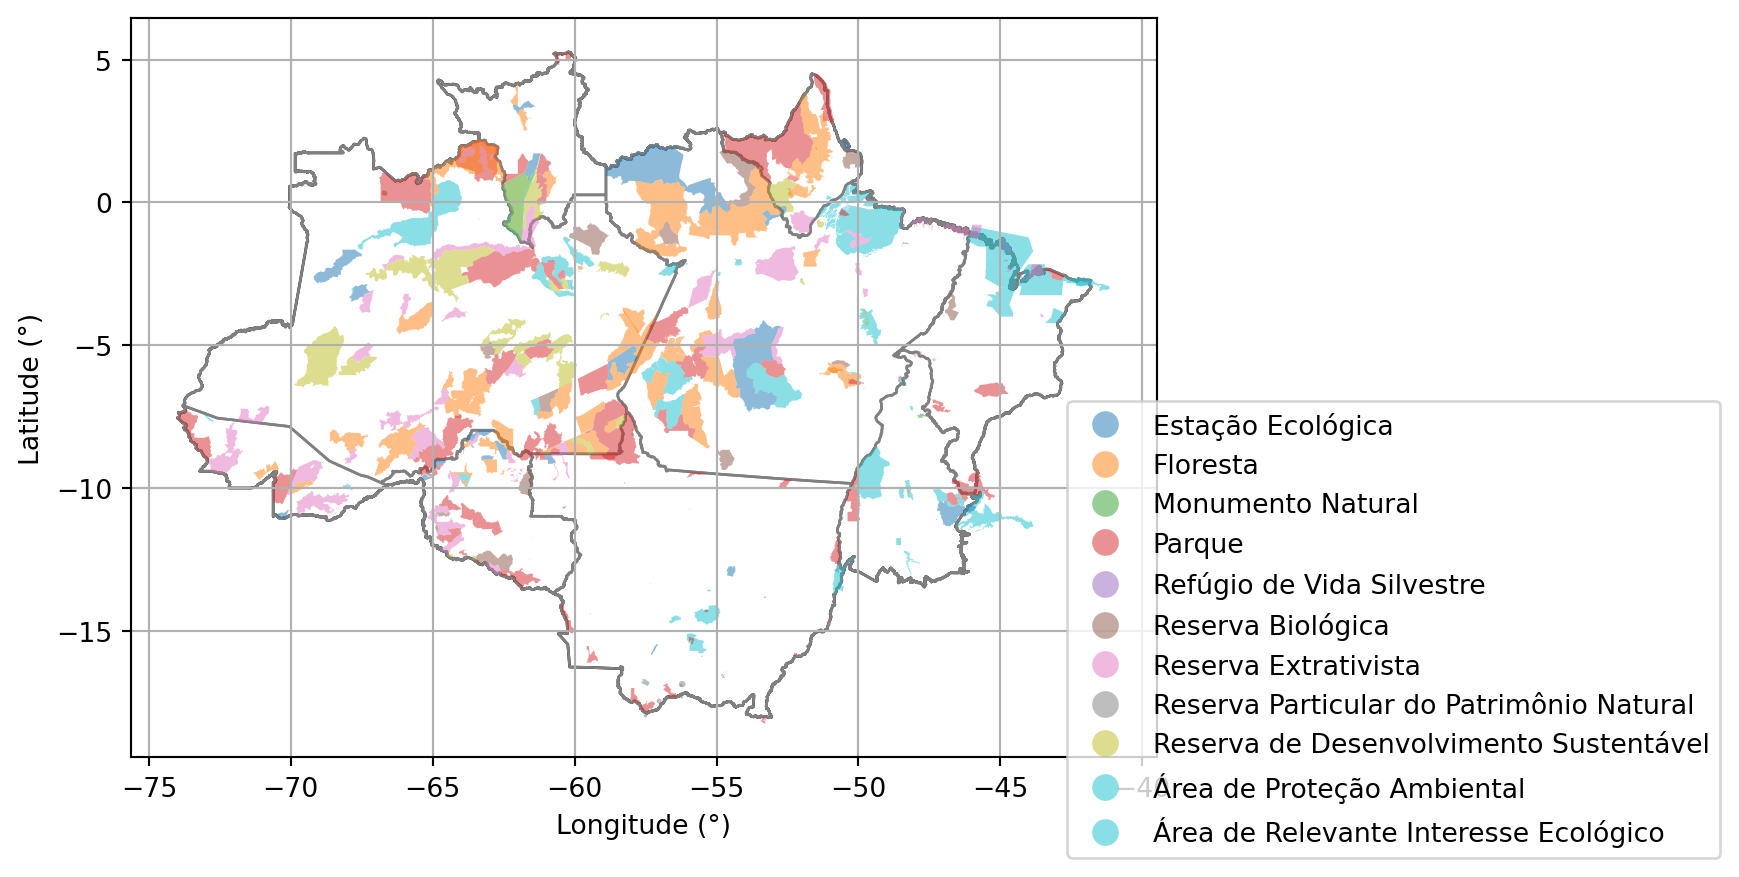 5
0
−5
−10
−15
Latitude (°)
−75
−70
−65
−60
−55
−50
−45
−40
Longitude (°)
Estação Ecológica
Floresta
Monumento Natural
Parque
Refúgio de Vida Silvestre
Reserva Biológica
Reserva Extrativista
Reserva Particular do Patrimônio Natural
Reserva de Desenvolvimento Sustentável
Área de Proteção Ambiental
Área de Relevante Interesse Ecológico